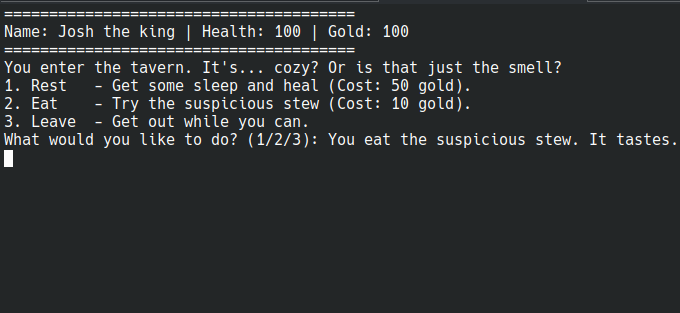 =======================================
Name: Josh the king | Health: 100 | Gold: 100
=======================================
You enter the tavern. It's... cozy? Or is that just the smell?
1. Rest   - Get some sleep and heal (Cost: 50 gold).
2. Eat    - Try the suspicious stew (Cost: 10 gold).
3. Leave  - Get out while you can.
What would you like to do? (1/2/3): You eat the suspicious stew. It tastes.